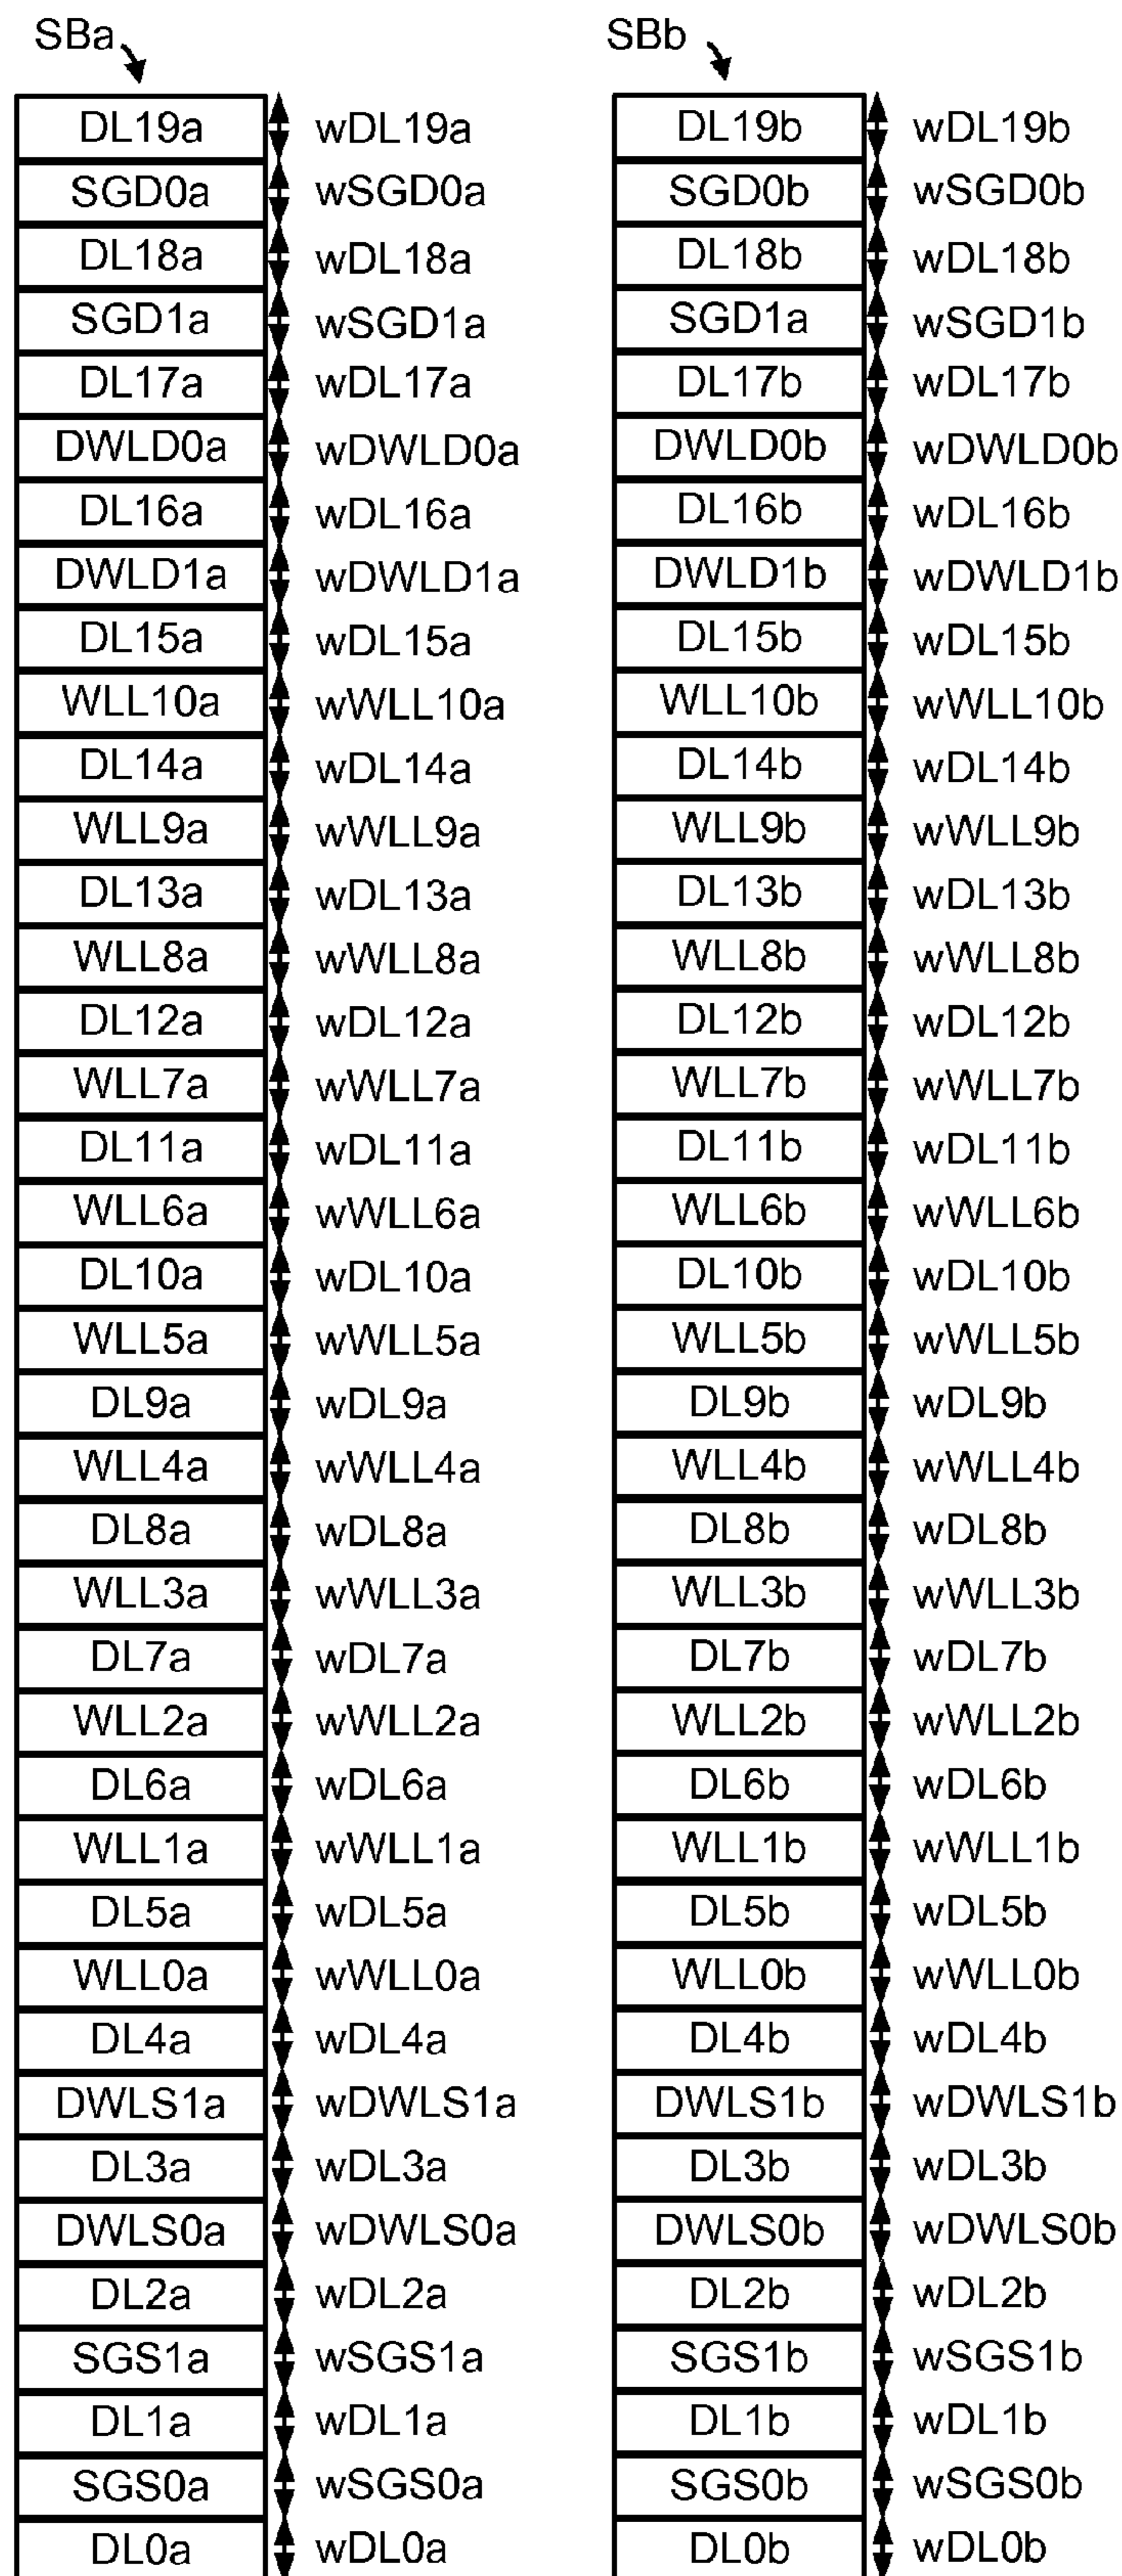 SBa SBb
DL19a wDL19a DL19b wDL19b
SGD0a wSGD0a SGD0b wSGD0b
DL18a wDL18a DL18b wDL18b
SGD1a wSGD1a SGD1a wSGD1b
DL17a wDL17a DL17b wDL17b
DWLD0a wDWLD0a DWLD0b wDWLD0b
DL16a wDL16a DL16b wDL16b
DWLD1a wDWLD1a DWLD1b wDWLD1b
DL15a wDL15a DL15b wDL15b
WLL10a wWLL10a WLL10b wWLL10b
DL14a wDL14a DL14b wDL14b
WLL9a wWLL9a WLL9b wWLL9b
DL13a wDL13a DL13b wDL13b
WLL8a wWLL8a WLL8b wWLL8b
DL12a wDL12a DL12b wDL12b
WLL7a wWLL7a WLL7b wWLL7b
DL11a wDL11a DL11b wDL11b
WLL6a wWLL6a WLL6b wWLL6b
DL10a wDL10a DL10b wDL10b
WLL5a wWLL5a WLL5b wWLL5b
DL9a wDL9a DL9b wDL9b
WLL4a wWLL4a WLL4b wWLL4b
DL8a wDL8a DL8b wDL8b
WLL3a wWLL3a WLL3b wWLL3b
DL7a wDL7a DL7b wDL7b
WLL2a wWLL2a WLL2b wWLL2b
DL6a wDL6a DL6b wDL6b
WLL1a wWLL1a WLL1b wWLL1b
DL5a wDL5a DL5b wDL5b
WLL0a wWLL0a WLL0b wWLL0b
DL4a wDL4a DL4b wDL4b
DWLS1a wDWLS1a DWLS1b wDWLS1b
DL3a wDL3a DL3b wDL3b
DWLS0a wDWLS0a DWLS0b wDWLS0b
DL2a wDL2a DL2b wDL2b
SGS1a wSGS1a SGS1b wSGS1b
DL1a wDL1a DL1b wDL1b
SGS0a wSGS0a SGS0b wSGS0b
DL0a wDL0a DL0b wDL0b